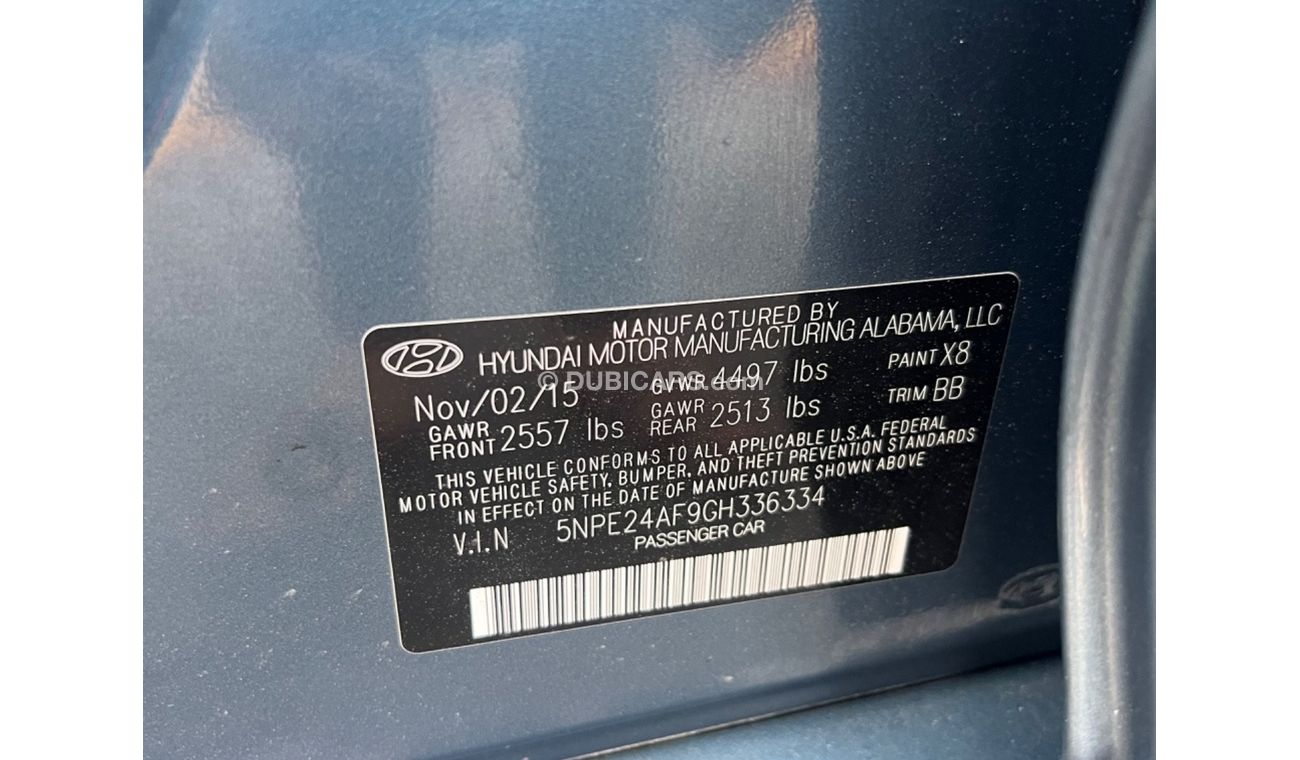 MANUFACTURED BY
HYUNDAI MOTOR MANUFACTURING ALABAMA, LLC
Nov/02/15 GVWR 4497 lbs PAINT X8
GAWR FRONT 2557 lbs GAWR REAR 2513 lbs TRIM BB
THIS VEHICLE CONFORMS TO ALL APPLICABLE U.S.A. FEDERAL
MOTOR VEHICLE SAFETY, BUMPER, AND THEFT PREVENTION STANDARDS
IN EFFECT ON THE DATE OF MANUFACTURE SHOWN ABOVE
V.I.N 5NPE24AF9GH336334
PASSENGER CAR
© DUBICARS.com